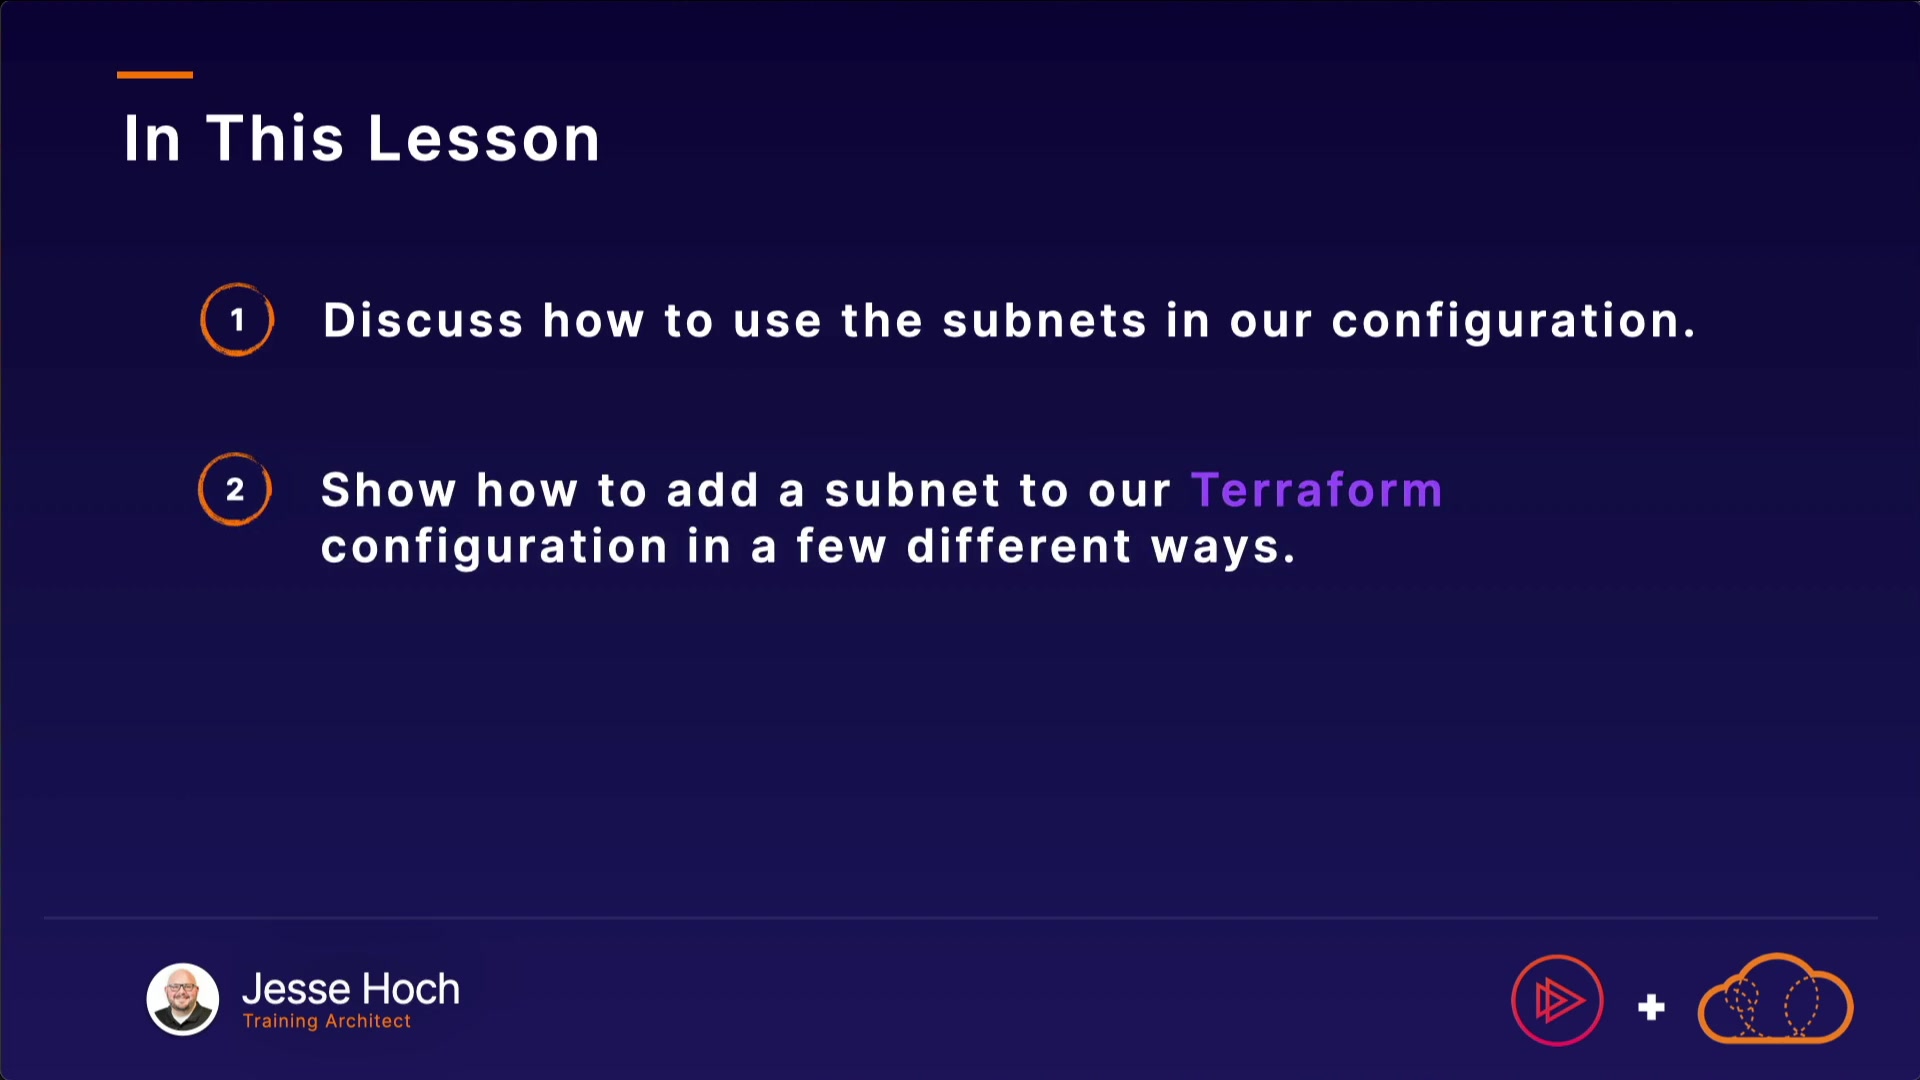 In This Lesson
1 Discuss how to use the subnets in our configuration.
2 Show how to add a subnet to our Terraform
configuration in a few different ways.
Jesse Hoch
Training Architect